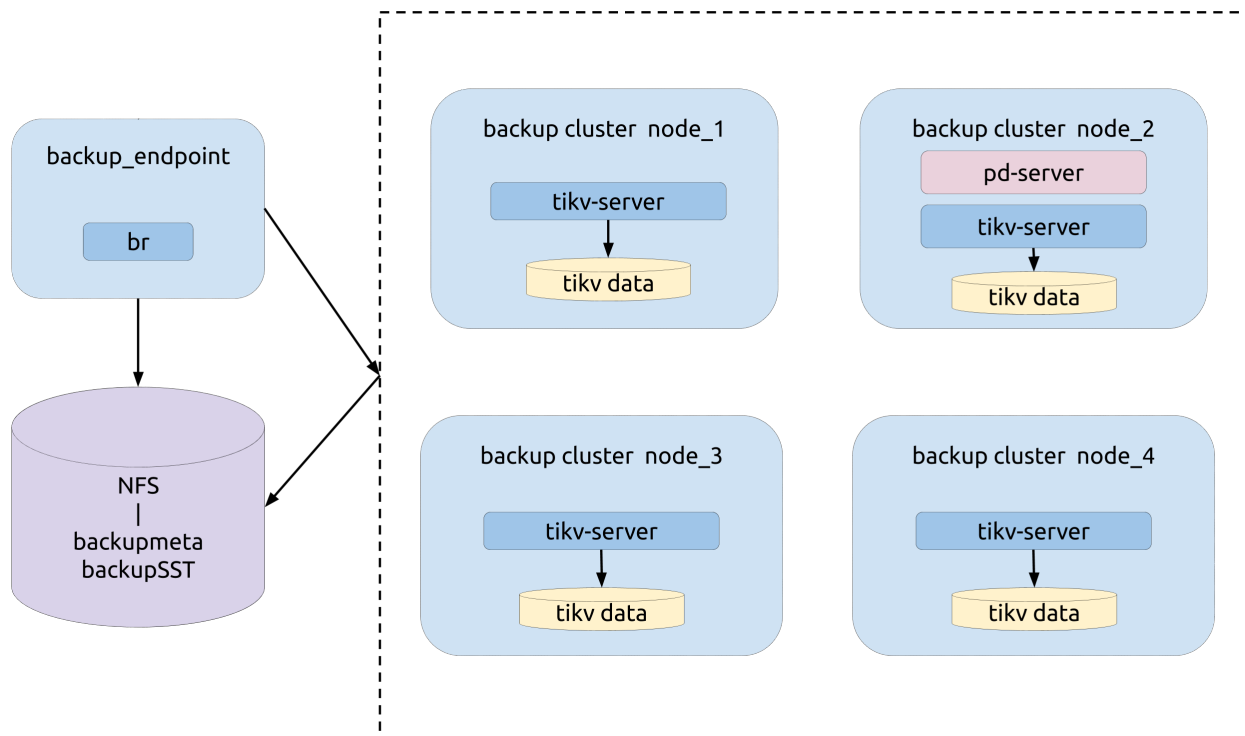 backup_endpoint
br
NFS
backupmeta
backupSST
backup cluster node_1
tikv-server
tikv data
backup cluster node_2
pd-server
tikv-server
tikv data
backup cluster node_3
tikv-server
tikv data
backup cluster node_4
tikv-server
tikv data